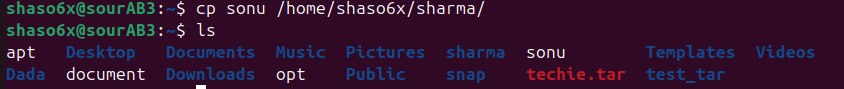 shaso6x@sourAB3:~$ cp sonu /home/shaso6x/sharma/
shaso6x@sourAB3:~$ ls
apt Desktop Documents Music Pictures sharma sonu Templates Videos
Dada document Downloads opt Public snap techie.tar test_tar